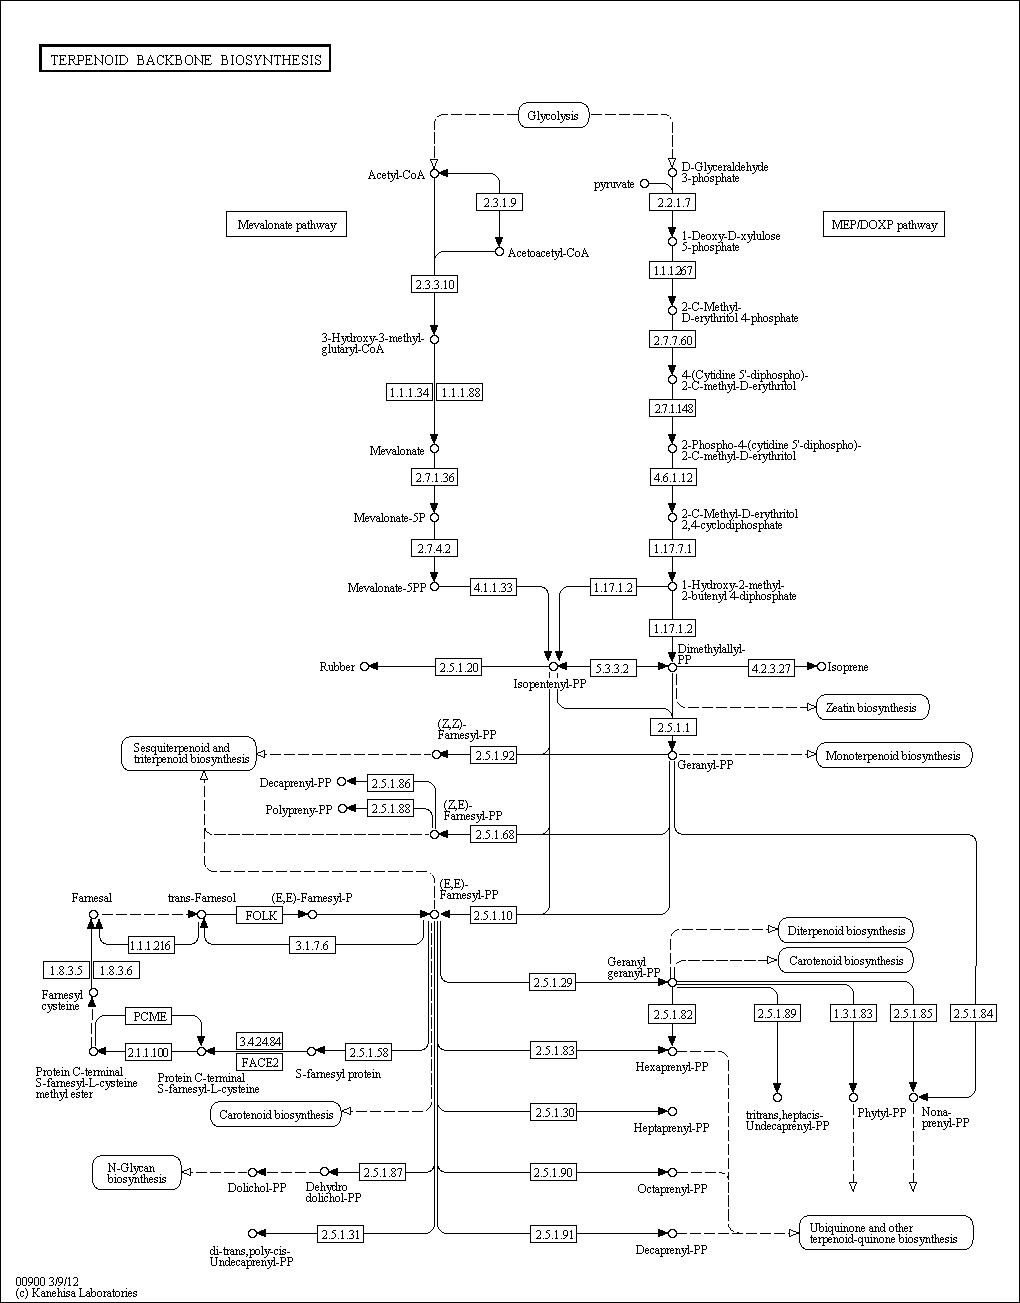 TERPENOID BACKBONE BIOSYNTHESIS
Glycolysis
Acetyl-CoA
D-Glyceraldehyde
3-phosphate
pyruvate
2.3.1.9
2.2.1.7
Mevalonate pathway
MEP/DOXP pathway
1-Deoxy-D-xylulose
5-phosphate
Acetoacetyl-CoA
1.1.1.267
2.3.3.10
2-C-Methyl-
D-erythritol 4-phosphate
3-Hydroxy-3-methyl-
glutaryl-CoA
2.7.7.60
4-(Cytidine 5'-diphospho)-
2-C-methyl-D-erythritol
1.1.1.34
1.1.1.88
2.7.1.148
Mevalonate
2-Phospho-4-(cytidine 5'-diphospho)-
2-C-methyl-D-erythritol
2.7.1.36
4.6.1.12
Mevalonate-5P
2-C-Methyl-D-erythritol
2,4-cyclodiphosphate
2.7.4.2
1.17.7.1
Mevalonate-5PP
4.1.1.33
1.17.1.2
1-Hydroxy-2-methyl-
2-butenyl 4-diphosphate
1.17.1.2
Dimethylallyl-
PP
Rubber
2.5.1.20
5.3.3.2
4.2.3.27
Isoprene
Isopentenyl-PP
Zeatin biosynthesis
2.5.1.1
(Z,Z)-
Farnesyl-PP
Sesquiterpenoid and
triterpenoid biosynthesis
2.5.1.92
Geranyl-PP
Monoterpenoid biosynthesis
Decaprenyl-PP
2.5.1.86
Polypreny-PP
2.5.1.88
(Z,E)-
Farnesyl-PP
2.5.1.68
(E,E)-
Farnesyl-PP
Farnesal
trans-Farnesol
(E,E)-Farnesyl-P
FOLK
2.5.1.10
1.1.1.216
3.1.7.6
Diterpenoid biosynthesis
Carotenoid biosynthesis
1.8.3.5
1.8.3.6
Geranyl
geranyl-PP
2.5.1.29
Farnesyl
cysteine
PCME
2.5.1.82
2.5.1.89
1.3.1.83
2.5.1.85
2.5.1.84
3.4.24.84
2.1.1.100
FACE2
2.5.1.58
2.5.1.83
Protein C-terminal
S-farnesyl-L-cysteine
methyl ester
Protein C-terminal
S-farnesyl-L-cysteine
S-farnesyl protein
Hexaprenyl-PP
Carotenoid biosynthesis
2.5.1.30
Heptaprenyl-PP
tritrans,heptacis-
Undecaprenyl-PP
Phytyl-PP
Nona-
prenyl-PP
N-Glycan
biosynthesis
Dolichol-PP
Dehydro
dolichol-PP
2.5.1.87
2.5.1.90
Octaprenyl-PP
2.5.1.31
2.5.1.91
di-trans,poly-cis-
Undecaprenyl-PP
Decaprenyl-PP
Ubiquinone and other
terpenoid-quinone biosynthesis
00900 3/9/12
(c) Kanehisa Laboratories